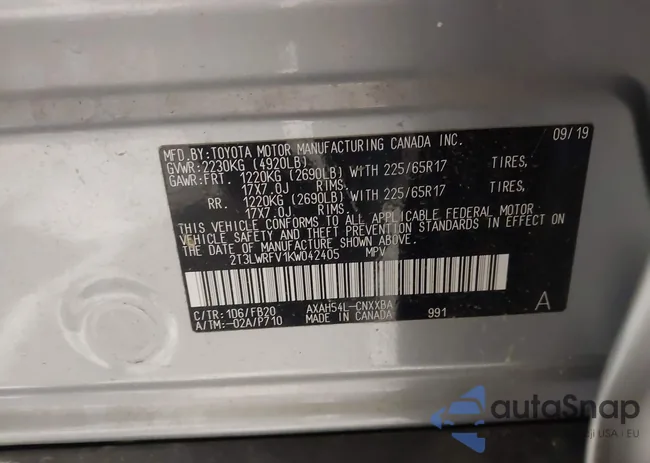 MFD.BY:TOYOTA MOTOR MANUFACTURING CANADA INC. 09/19
GVWR:2230KG (4920LB)
GAWR:FRT. 1220KG (2690LB) WITH 225/65R17 TIRES,
17X7.0J RIMS.
RR. 1220KG (2690LB) WITH 225/65R17 TIRES,
17X7.0J RIMS.
THIS VEHICLE CONFORMS TO ALL APPLICABLE FEDERAL MOTOR
VEHICLE SAFETY AND THEFT PREVENTION STANDARDS IN EFFECT ON
THE DATE OF MANUFACTURE SHOWN ABOVE.
2T3LWRFV1KW042405 MPV
C/TR:1D6/FB20 AXAH54L-CNXXBA A
A/TM:-02A/P710 MADE IN CANADA 991
autoSnap
USA · EU